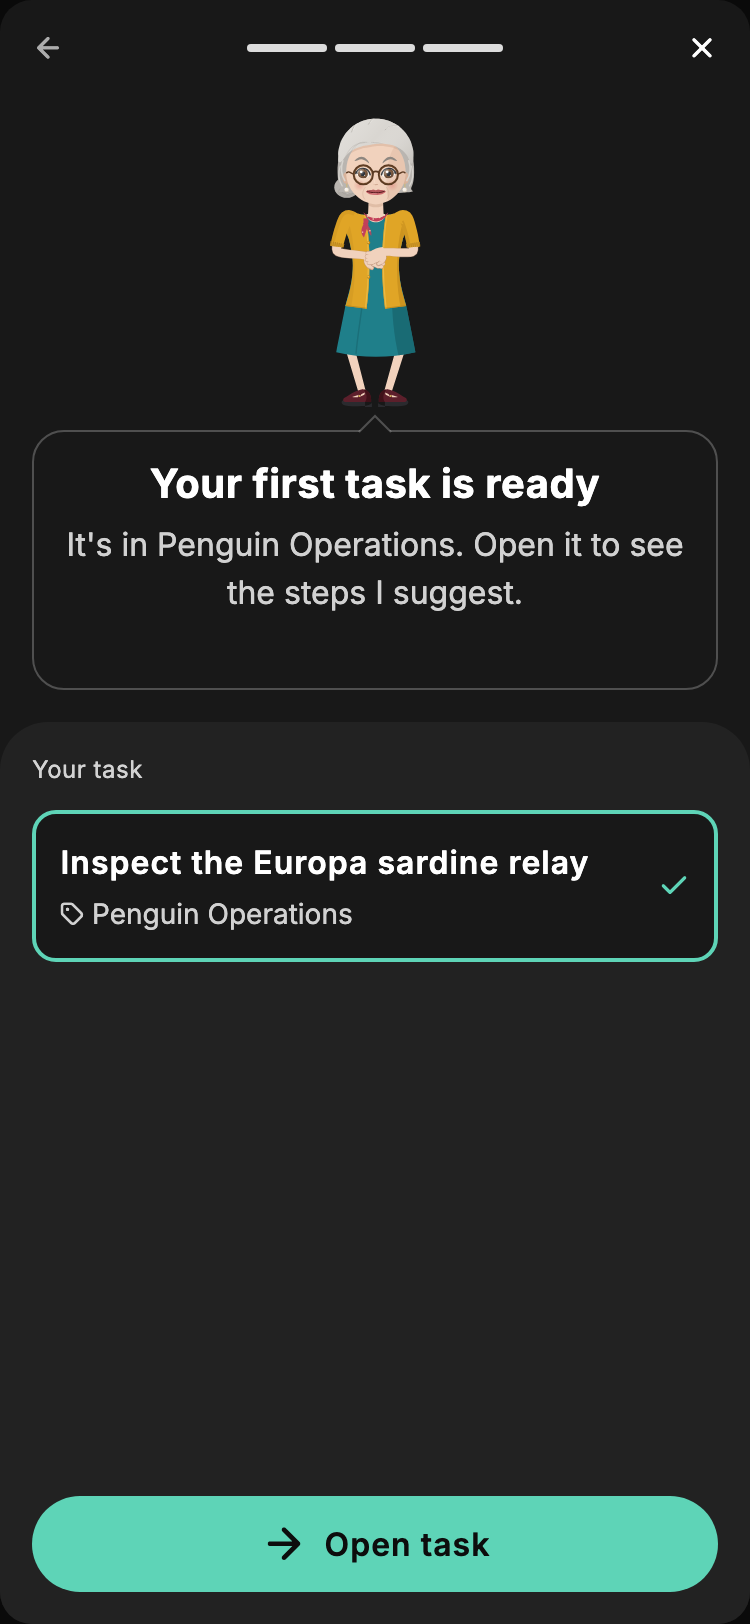 Your first task is ready
It's in Penguin Operations. Open it to see
the steps I suggest.
Your task
Inspect the Europa sardine relay
Penguin Operations
Open task